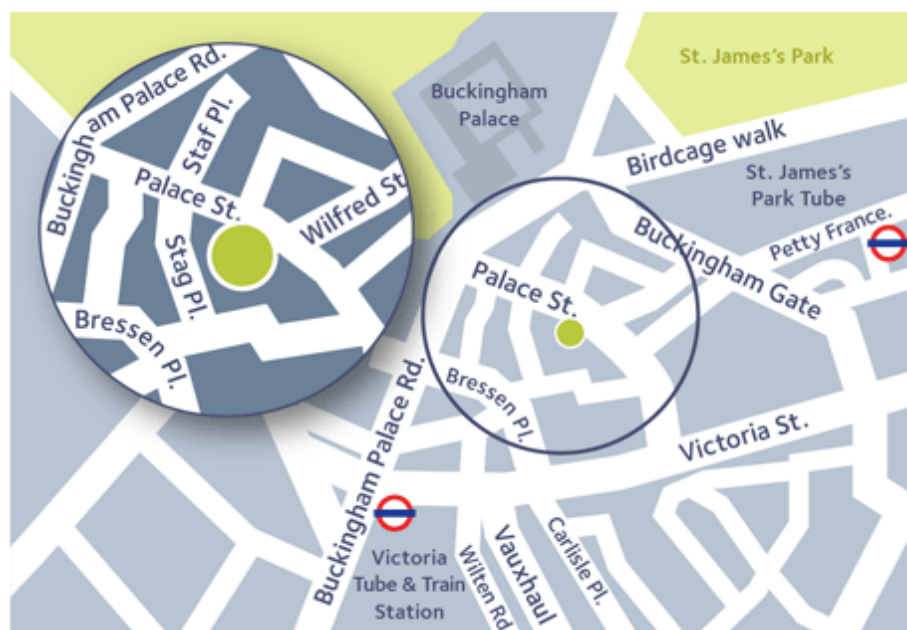 St. James's Park
Buckingham
Palace
Buckingham Palace Rd.
Staf Pl.
Birdcage walk
St. James's
Park Tube
Palace St.
Wilfred St.
Buckingham Gate
Petty France.
Stag Pl.
Palace St.
Bressen Pl.
Buckingham Palace Rd.
Bressen Pl.
Victoria St.
Victoria
Tube & Train
Station
Wilten Rd
Vauxhaul
Carlisle Pl.